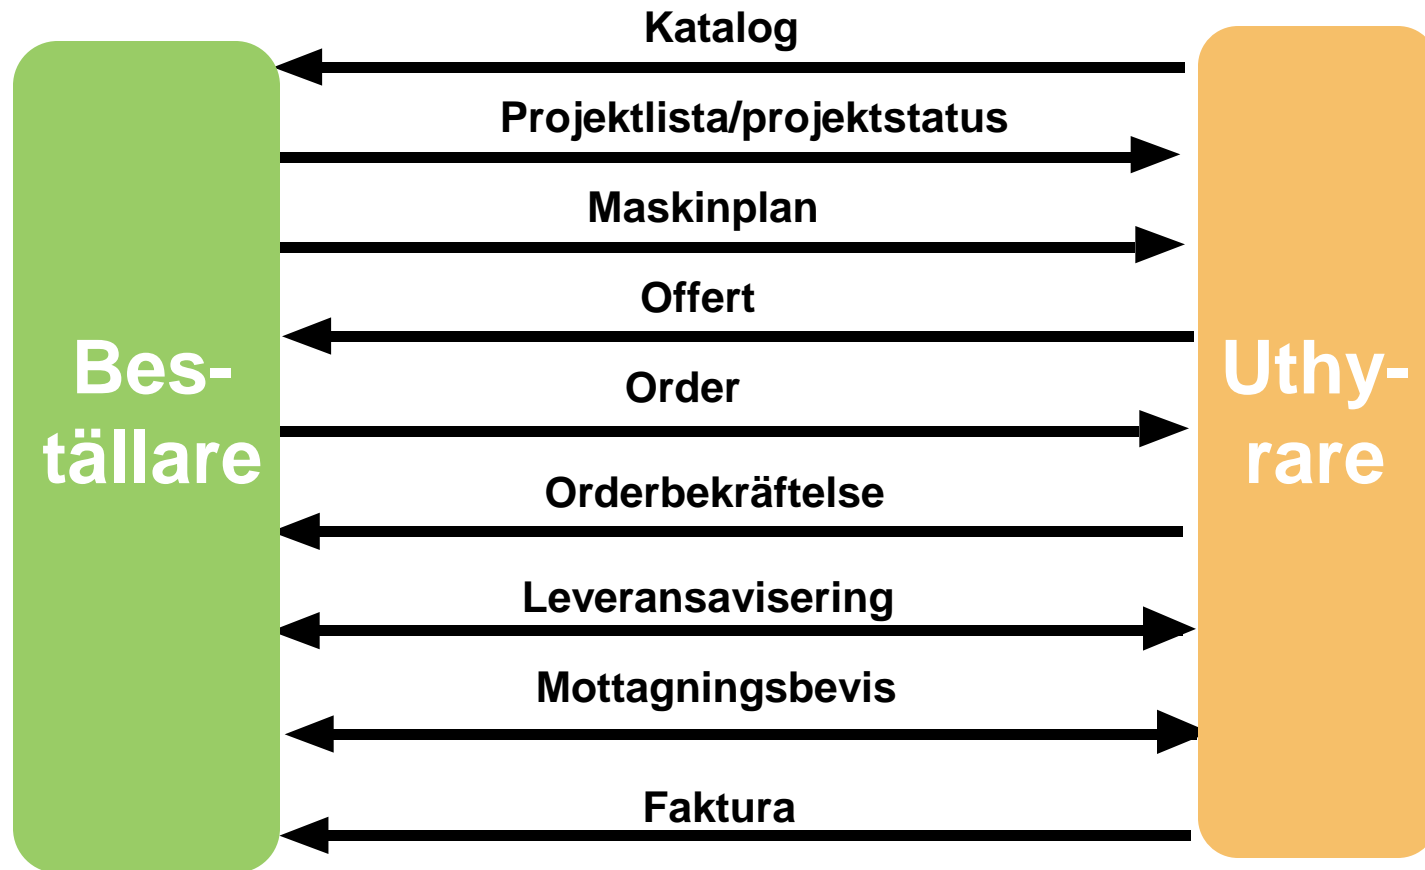 Katalog
Projektlista/projektstatus
Maskinplan
Offert
Order
Orderbekräftelse
Leveransavisering
Mottagningsbevis
Faktura
Bes-
tällare
Uthy-
rare